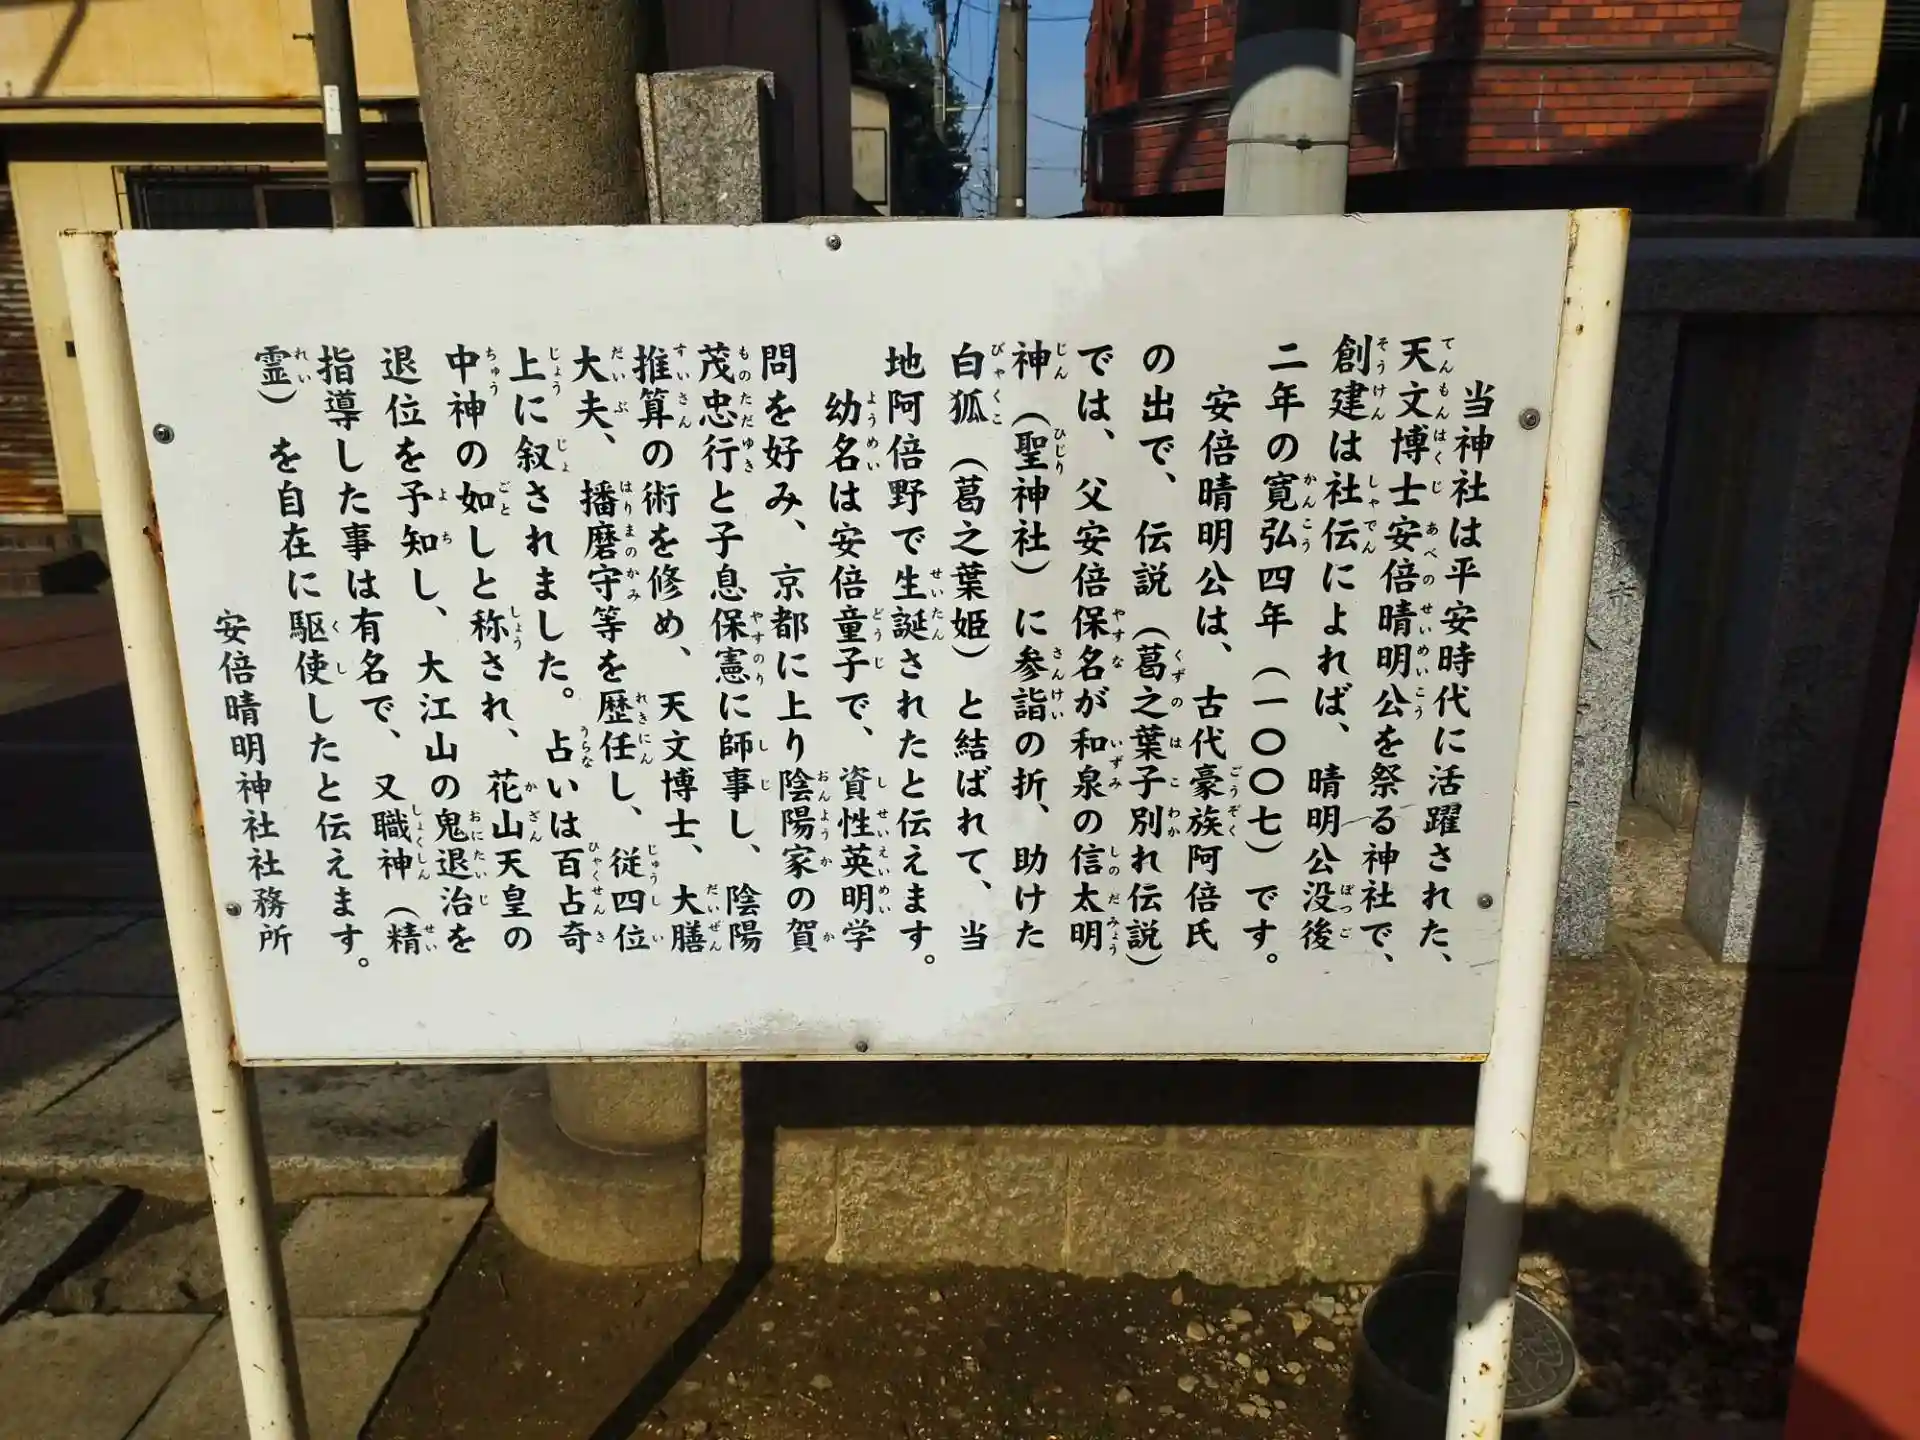 当神社は平安時代に活躍された、
天文博士安倍晴明公を祭る神社で、
創建は社伝によれば、晴明公没後
二年の寛弘四年（一〇〇七）です。
安倍晴明公は、古代豪族阿倍氏
の出で、伝説（葛之葉子別れ伝説）
では、父安倍保名が和泉の信太明
神（聖神社）に参詣の折、助けた
白狐（葛之葉姫）と結ばれて、当
地阿倍野で生誕されたと伝えます。
幼名は安倍童子で、資性英明学
問を好み、京都に上り陰陽家の賀
茂忠行と子息保憲に師事し、陰陽
推算の術を修め、天文博士、大膳
大夫、播磨守等を歴任し、従四位
上に叙されました。占いは百占奇
中神の如しと称され、花山天皇の
退位を予知し、大江山の鬼退治を
指導した事は有名で、又職神（精
霊）を自在に駆使したと伝えます。
安倍晴明神社社務所